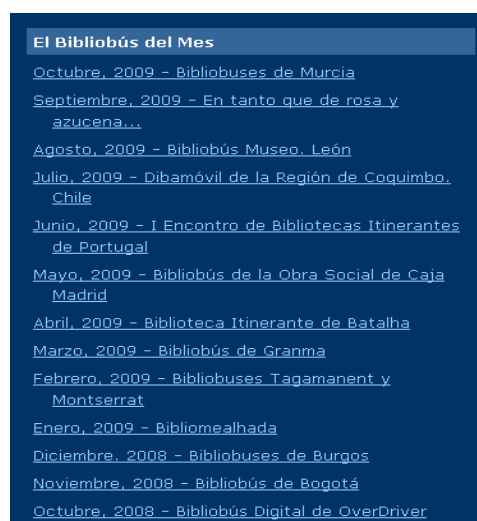 El Bibliobús del Mes
Octubre, 2009 - Bibliobuses de Murcia
Septiembre, 2009 - En tanto que de rosa y
azucena...
Agosto, 2009 - Bibliobús Museo. León
Julio, 2009 - Dibamóvil de la Región de Coquimbo.
Chile
Junio, 2009 - I Encontro de Bibliotecas Itinerantes
de Portugal
Mayo, 2009 - Bibliobús de la Obra Social de Caja
Madrid
Abril, 2009 - Biblioteca Itinerante de Batalha
Marzo, 2009 - Bibliobús de Granma
Febrero, 2009 - Bibliobuses Tagamanent y
Montserrat
Enero, 2009 - Bibliomealhada
Diciembre, 2008 - Bibliobuses de Burgos
Noviembre, 2008 - Bibliobús de Bogotá
Octubre, 2008 - Bibliobús Digital de OverDriver